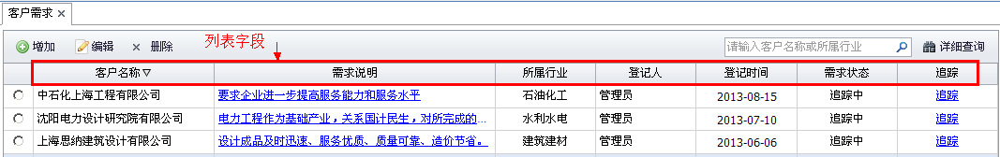 客户需求 ×
增加 编辑 × 删除 列表字段 请输入客户名称或所属行业 详细查询
客户名称▽ 需求说明 所属行业 登记人 登记时间 需求状态 追踪
中石化上海工程有限公司 要求企业进一步提高服务能力和服务水平 石油化工 管理员 2013-08-15 追踪中 追踪
沈阳电力设计研究院有限公司 电力工程作为基础产业，关系国计民生，对所完成的... 水利水电 管理员 2013-07-10 追踪中 追踪
上海思纳建筑设计有限公司 设计成品及时迅速、服务优质、质量可靠、造价节省。 建筑建材 管理员 2013-06-06 追踪中 追踪